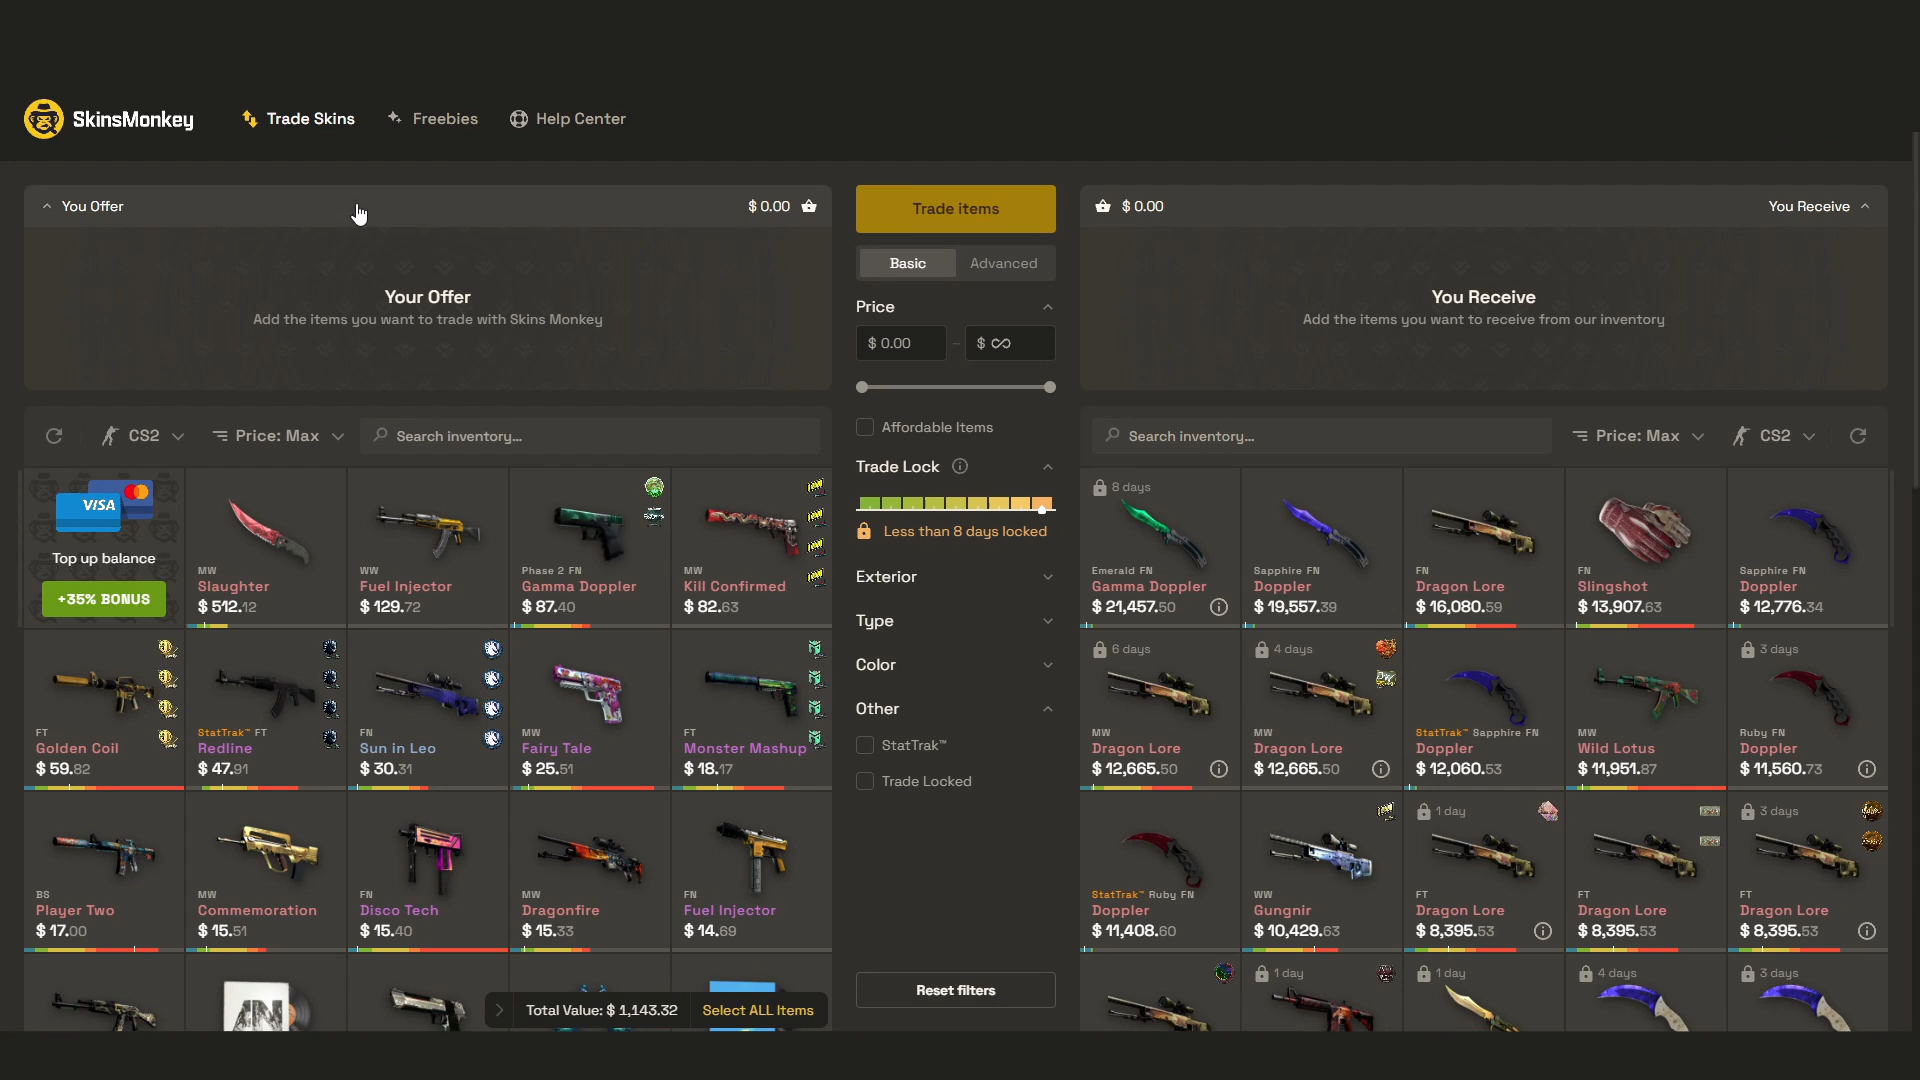 SkinsMonkey
Trade Skins
Freebies
Help Center
You Offer
$ 0.00
Your Offer
Add the items you want to trade with Skins Monkey
Trade items
Basic
Advanced
Price
$ 0.00 – $ ∞
Affordable Items
Trade Lock
Less than 8 days locked
Exterior
Type
Color
Other
StatTrak™
Trade Locked
Reset filters
$ 0.00
You Receive
You Receive
Add the items you want to receive from our inventory
CS2
Price: Max
Search inventory...
VISA
Top up balance
+35% BONUS
MW
Slaughter
$ 512.12
WW
Fuel Injector
$ 129.72
Phase 2 FN
Gamma Doppler
$ 87.40
MW
Kill Confirmed
$ 82.63
FT
Golden Coil
$ 59.82
StatTrak™ FT
Redline
$ 47.91
FN
Sun in Leo
$ 30.31
MW
Fairy Tale
$ 25.51
FT
Monster Mashup
$ 18.17
BS
Player Two
$ 17.00
MW
Commemoration
$ 15.51
FN
Disco Tech
$ 15.40
MW
Dragonfire
$ 15.33
FN
Fuel Injector
$ 14.69
Total Value: $ 1,143.32
Select ALL Items
Search inventory...
Price: Max
CS2
8 days
Emerald FN
Gamma Doppler
$ 21,457.50
Sapphire FN
Doppler
$ 19,557.39
FN
Dragon Lore
$ 16,080.59
FN
Slingshot
$ 13,907.63
Sapphire FN
Doppler
$ 12,776.34
6 days
MW
Dragon Lore
$ 12,665.50
4 days
MW
Dragon Lore
$ 12,665.50
StatTrak™ Sapphire FN
Doppler
$ 12,060.53
MW
Wild Lotus
$ 11,951.87
3 days
Ruby FN
Doppler
$ 11,560.73
StatTrak™ Ruby FN
Doppler
$ 11,408.60
WW
Gungnir
$ 10,429.63
1 day
FT
Dragon Lore
$ 8,395.53
FT
Dragon Lore
$ 8,395.53
3 days
FT
Dragon Lore
$ 8,395.53
1 day
1 day
4 days
3 days